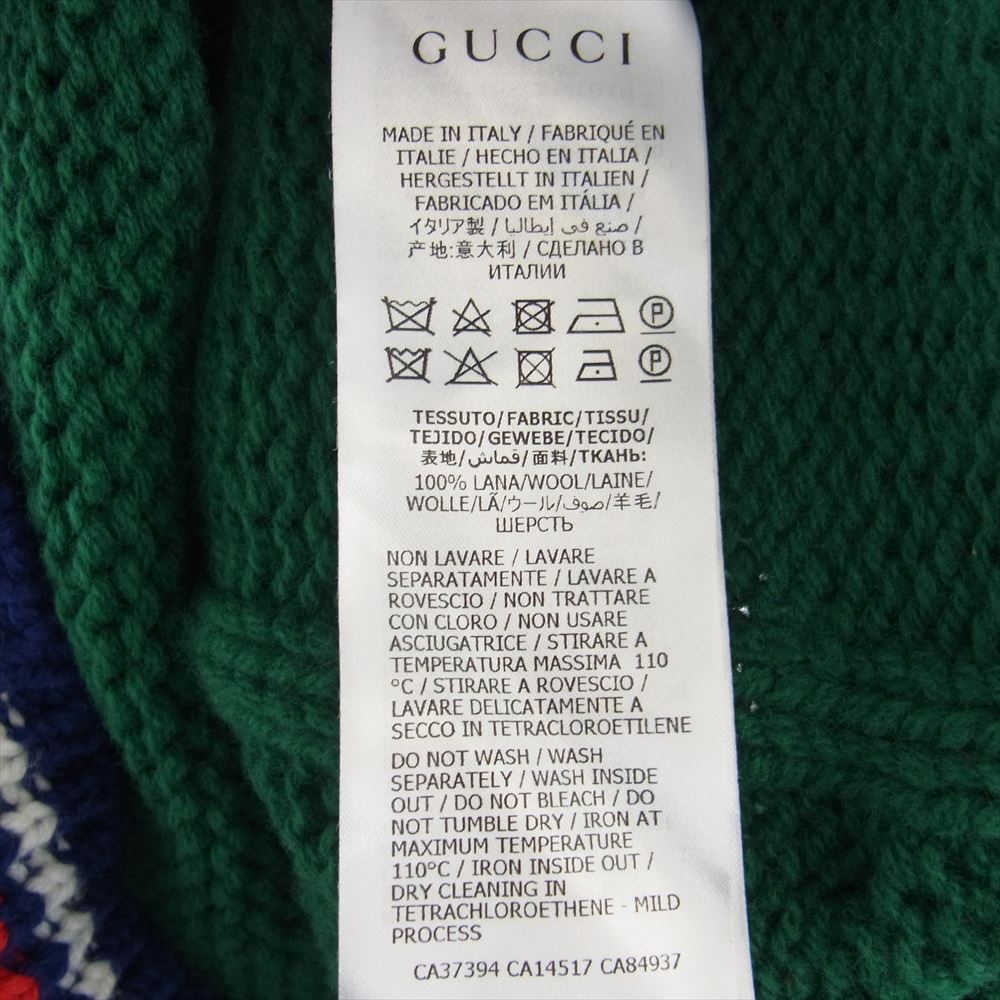 GUCCI
MADE IN ITALY / FABRIQUÉ EN
ITALIE / HECHO EN ITALIA /
HERGESTELLT IN ITALIEN /
FABRICADO EM ITÁLIA /
イタリア製 / صنع في إيطاليا /
产地:意大利 / СДЕЛАНО В
ИТАЛИИ
P
P
TESSUTO/FABRIC/TISSU/
TEJIDO/GEWEBE/TECIDO/
表地/قماش/面料/ТКАНЬ:
100% LANA/WOOL/LAINE/
WOLLE/LÃ/ウール/صوف/羊毛/
ШЕРСТЬ
NON LAVARE / LAVARE
SEPARATAMENTE / LAVARE A
ROVESCIO / NON TRATTARE
CON CLORO / NON USARE
ASCIUGATRICE / STIRARE A
TEMPERATURA MASSIMA 110
°C / STIRARE A ROVESCIO /
LAVARE DELICATAMENTE A
SECCO IN TETRACLOROETILENE
DO NOT WASH / WASH
SEPARATELY / WASH INSIDE
OUT / DO NOT BLEACH / DO
NOT TUMBLE DRY / IRON AT
MAXIMUM TEMPERATURE
110°C / IRON INSIDE OUT /
DRY CLEANING IN
TETRACHLOROETHENE - MILD
PROCESS
CA37394 CA14517 CA84937